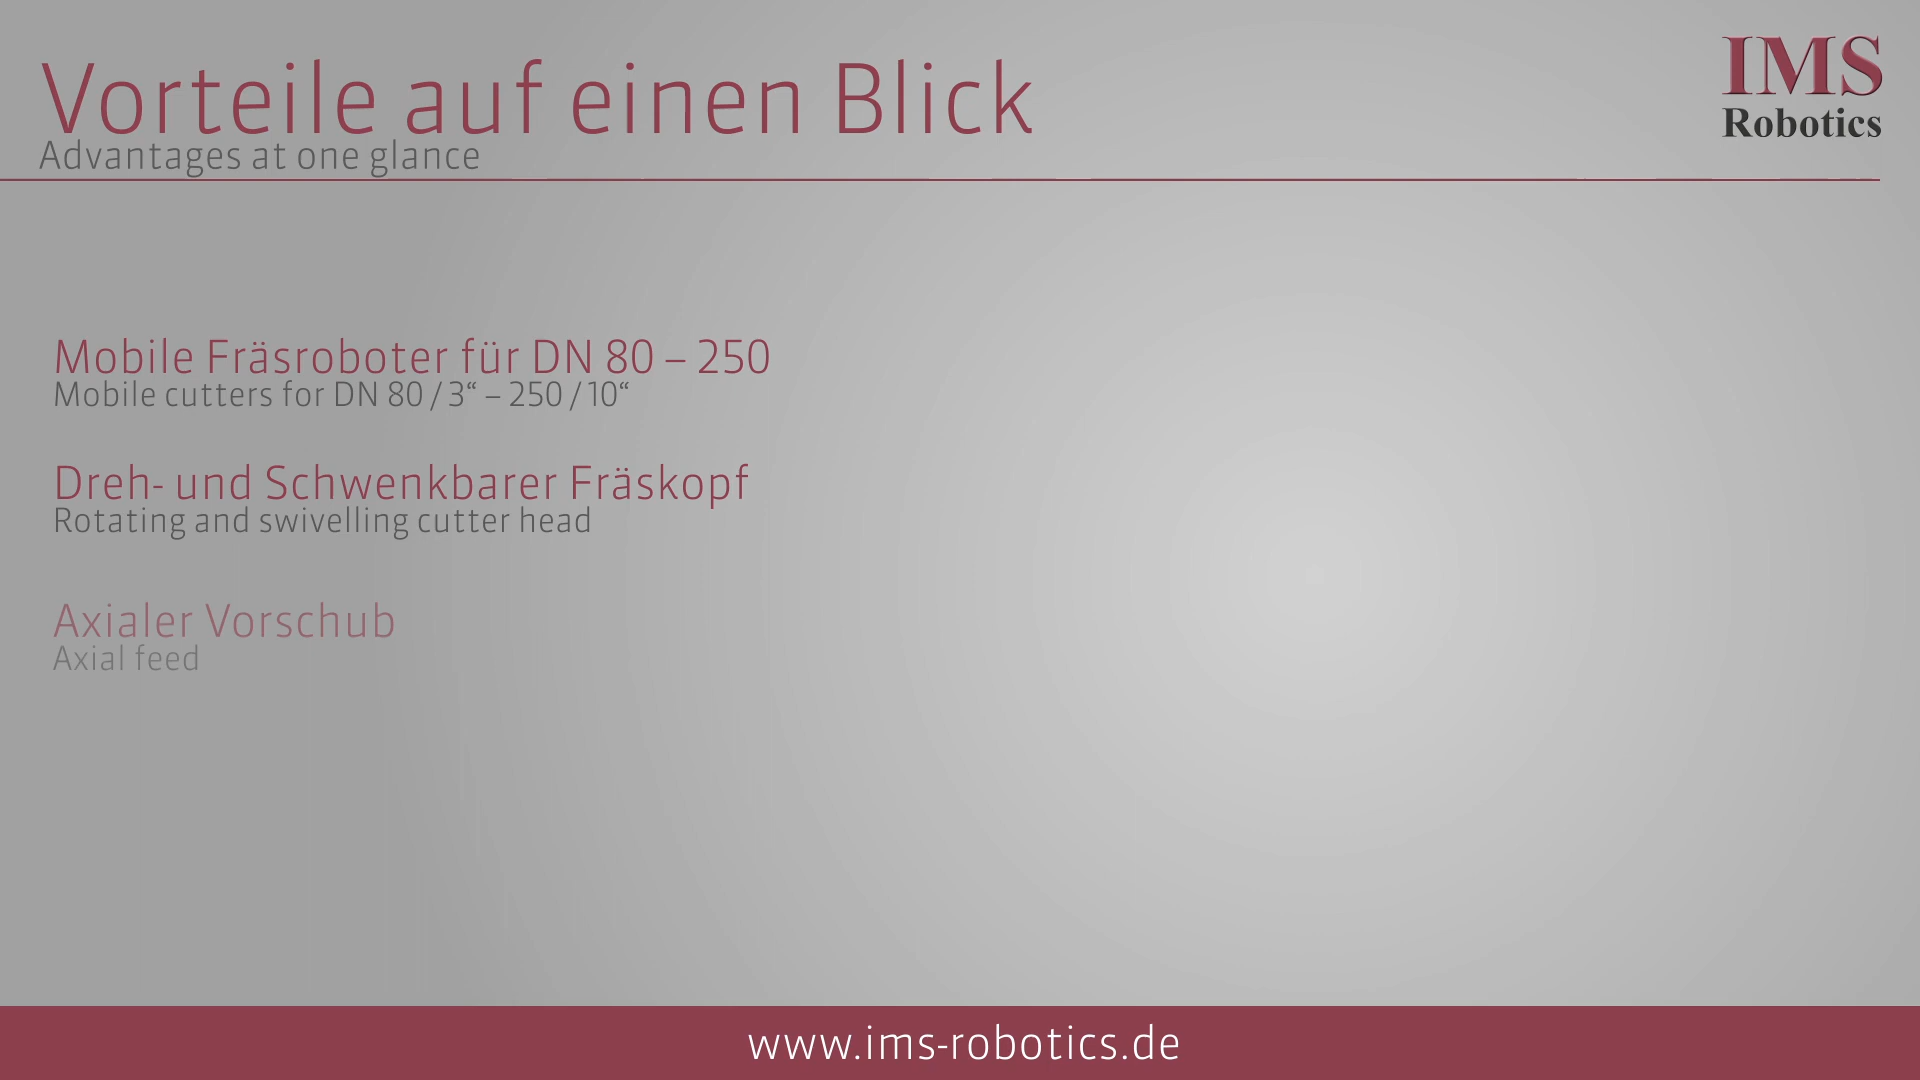 Vorteile auf einen Blick
Advantages at one glance
IMS
Robotics
Mobile Fräsroboter für DN 80 – 250
Mobile cutters for DN 80 / 3“ – 250 / 10“
Dreh- und Schwenkbarer Fräskopf
Rotating and swivelling cutter head
Axialer Vorschub
Axial feed
www.ims-robotics.de